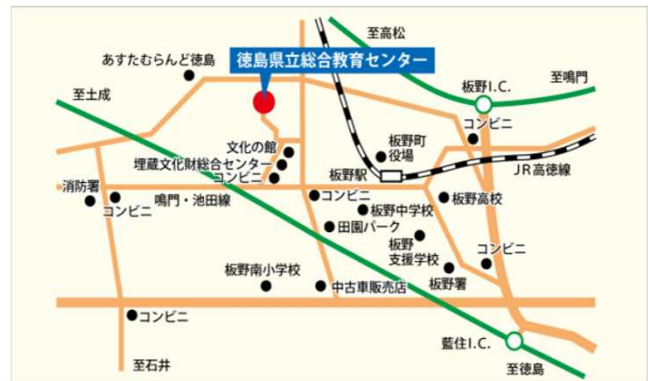 至高松
徳島県立総合教育センター
あすたむらんど徳島
至鳴門
板野I.C.
至土成
コンビニ
文化の館
板野町
役場
埋蔵文化財総合センター
コンビニ
板野駅
JR高徳線
消防署
コンビニ
鳴門・池田線
コンビニ
板野高校
板野中学校
田園パーク
板野
支援学校
コンビニ
板野南小学校
中古車販売店
板野署
コンビニ
藍住I.C.
至石井
至徳島